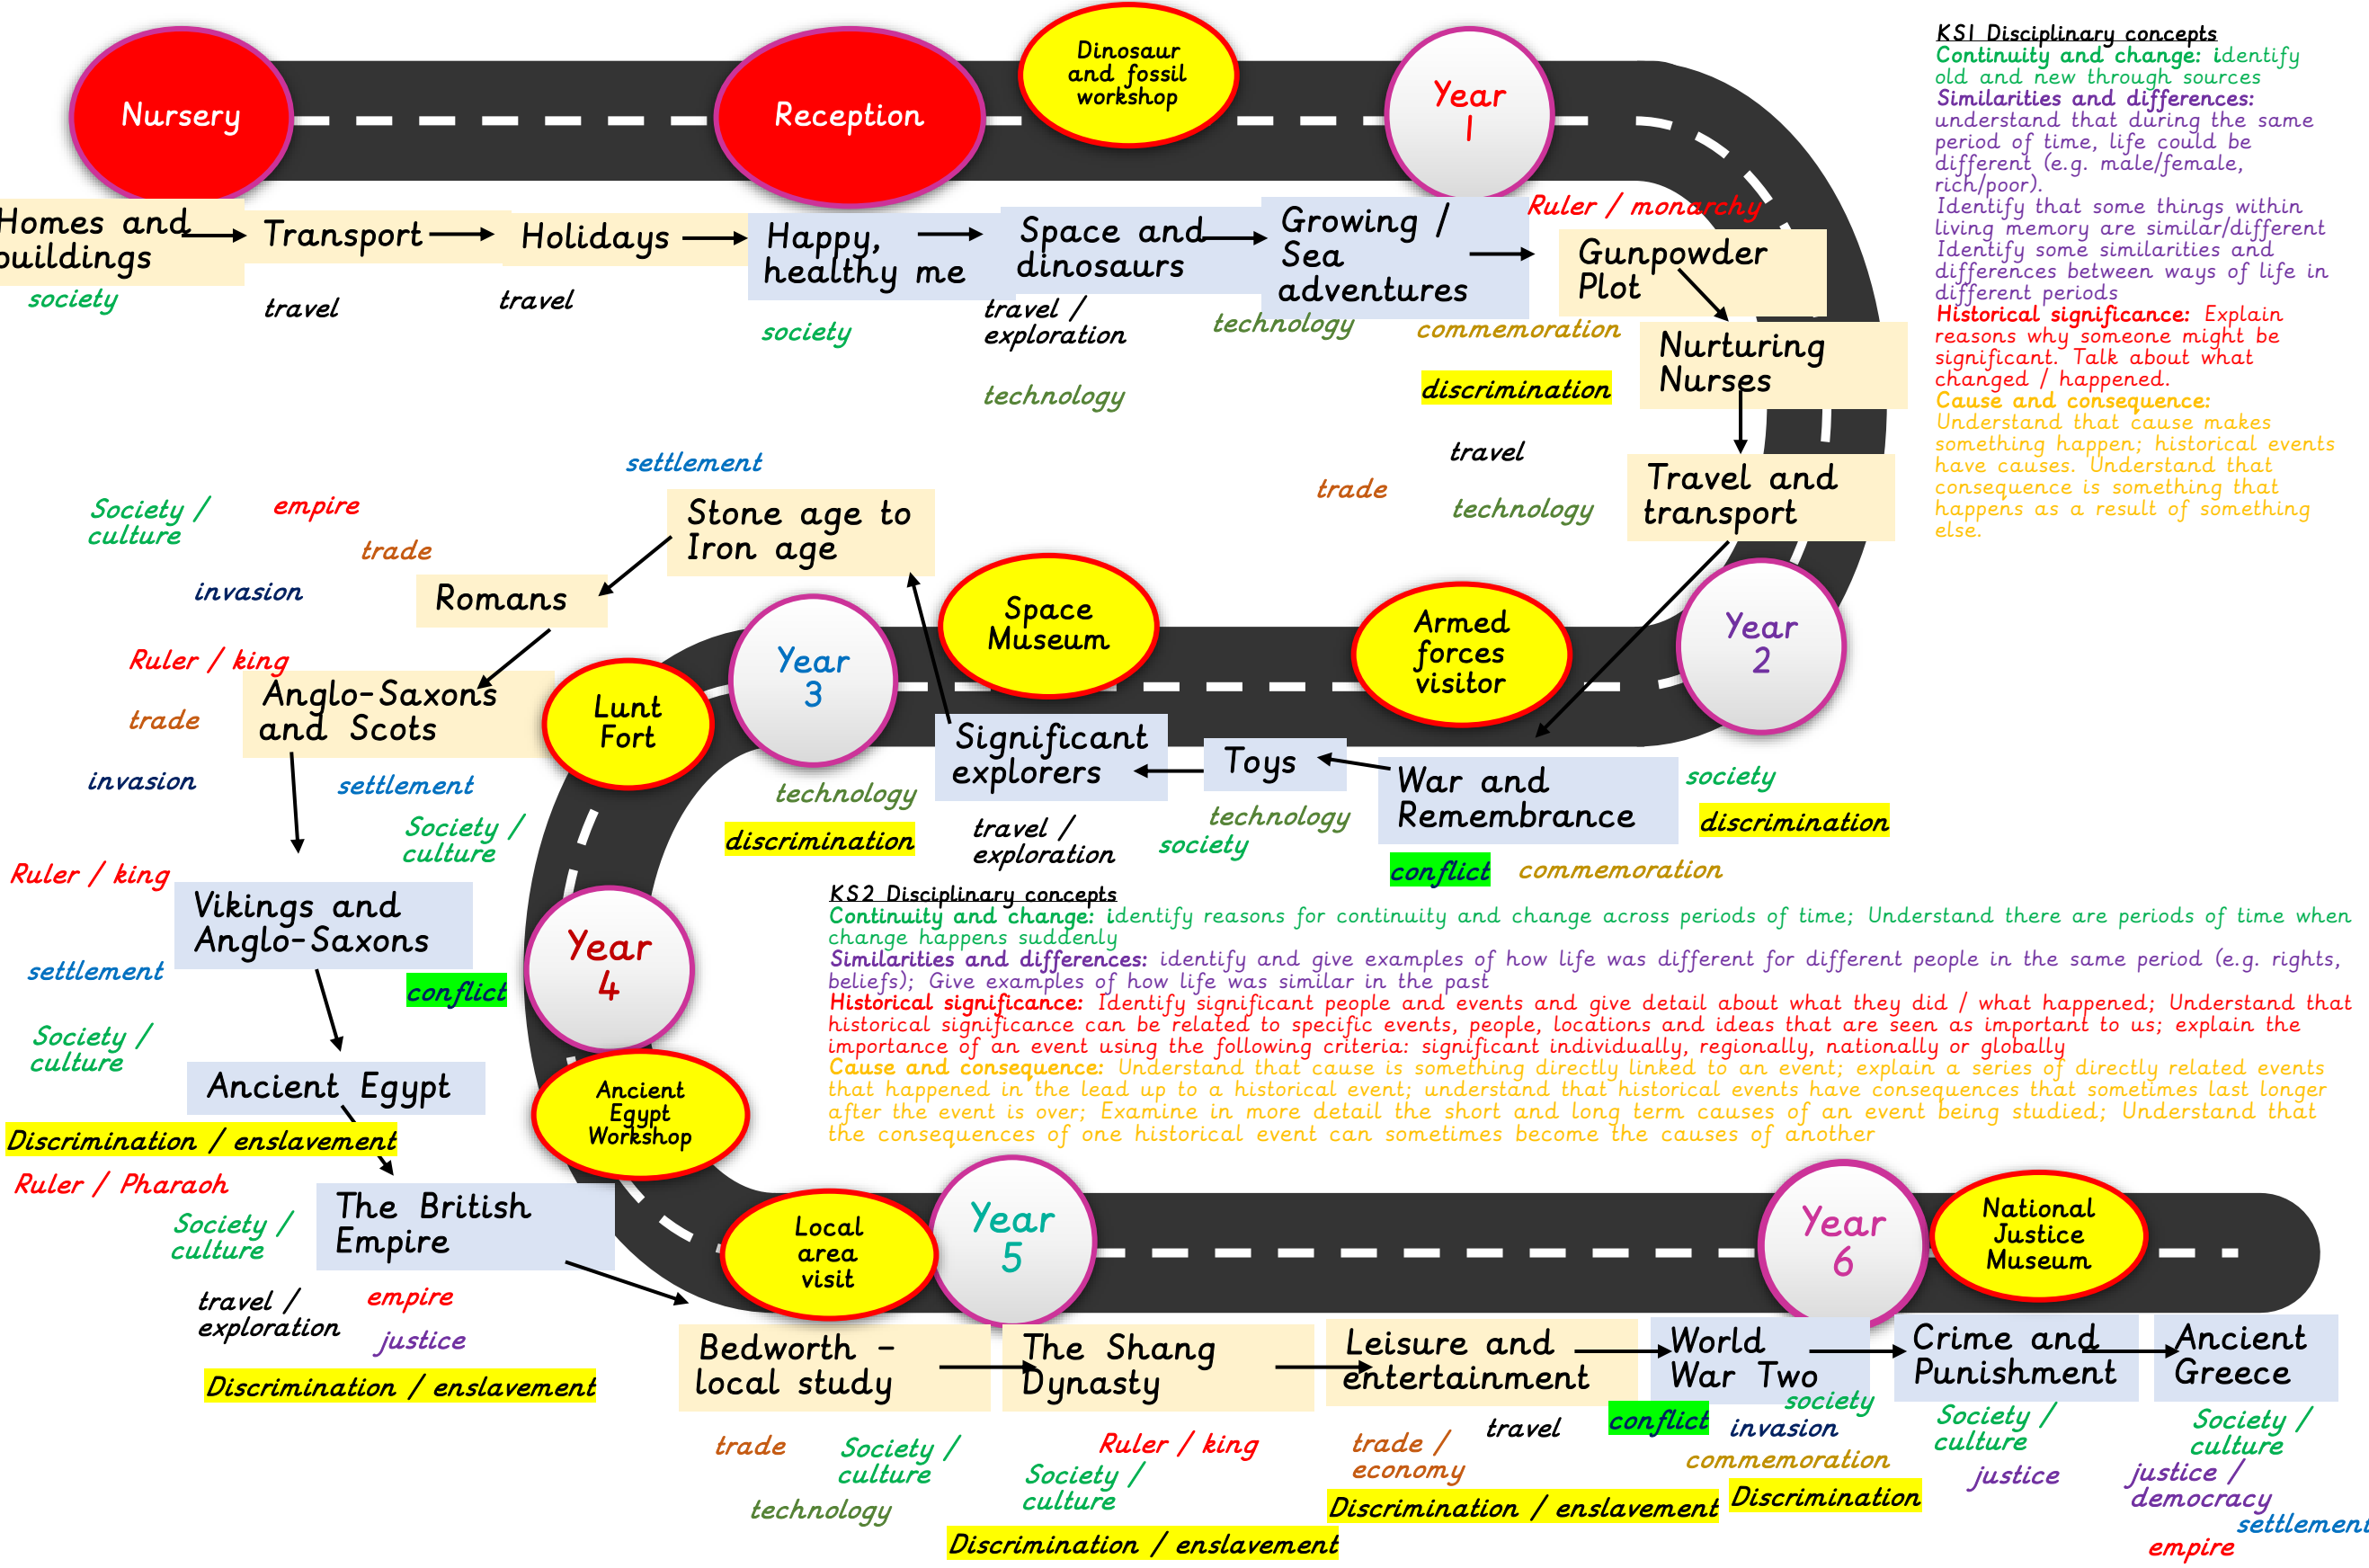 Nursery
Reception
Dinosaur
and fossil
workshop
Year
1
Homes and
buildings
society
Transport
travel
Holidays
travel
Happy,
healthy me
society
Space and
dinosaurs
travel /
exploration
technology
Growing /
Sea
adventures
technology
Ruler / monarchy
Gunpowder
Plot
commemoration
Nurturing
Nurses
discrimination
Travel and
transport
travel
trade
technology
KS1 Disciplinary concepts
Continuity and change: identify
old and new through sources
Similarities and differences:
understand that during the same
period of time, life could be
different (e.g. male/female,
rich/poor).
Identify that some things within
living memory are similar/different
Identify some similarities and
differences between ways of life in
different periods
Historical significance: Explain
reasons why someone might be
significant. Talk about what
changed / happened.
Cause and consequence:
Understand that cause makes
something happen; historical events
have causes. Understand that
consequence is something that
happens as a result of something
else.
Year
2
Armed
forces
visitor
Space
Museum
War and
Remembrance
society
discrimination
conflict
commemoration
Toys
technology
society
Significant
explorers
travel /
exploration
technology
discrimination
Year
3
Lunt
Fort
settlement
Stone age to
Iron age
Society /
culture
empire
trade
invasion
Romans
Ruler / king
Anglo-Saxons
and Scots
trade
invasion
settlement
Society /
culture
Ruler / king
Vikings and
Anglo-Saxons
settlement
conflict
Society /
culture
Year
4
Ancient
Egypt
Workshop
Ancient Egypt
Discrimination / enslavement
Ruler / Pharaoh
Society /
culture
The British
Empire
travel /
exploration
empire
justice
Discrimination / enslavement
KS2 Disciplinary concepts
Continuity and change: identify reasons for continuity and change across periods of time; Understand there are periods of time when
change happens suddenly
Similarities and differences: identify and give examples of how life was different for different people in the same period (e.g. rights,
beliefs); Give examples of how life was similar in the past
Historical significance: Identify significant people and events and give detail about what they did / what happened; Understand that
historical significance can be related to specific events, people, locations and ideas that are seen as important to us; explain the
importance of an event using the following criteria: significant individually, regionally, nationally or globally
Cause and consequence: Understand that cause is something directly linked to an event; explain a series of directly related events
that happened in the lead up to a historical event; understand that historical events have consequences that sometimes last longer
after the event is over; Examine in more detail the short and long term causes of an event being studied; Understand that
the consequences of one historical event can sometimes become the causes of another
Local
area
visit
Year
5
Year
6
National
Justice
Museum
Bedworth -
local study
trade
Society /
culture
technology
The Shang
Dynasty
Ruler / king
Society /
culture
Discrimination / enslavement
Leisure and
entertainment
travel
trade /
economy
Discrimination / enslavement
World
War Two
society
conflict
invasion
commemoration
Discrimination
Crime and
Punishment
Society /
culture
justice
Ancient
Greece
Society /
culture
justice /
democracy
settlement
empire